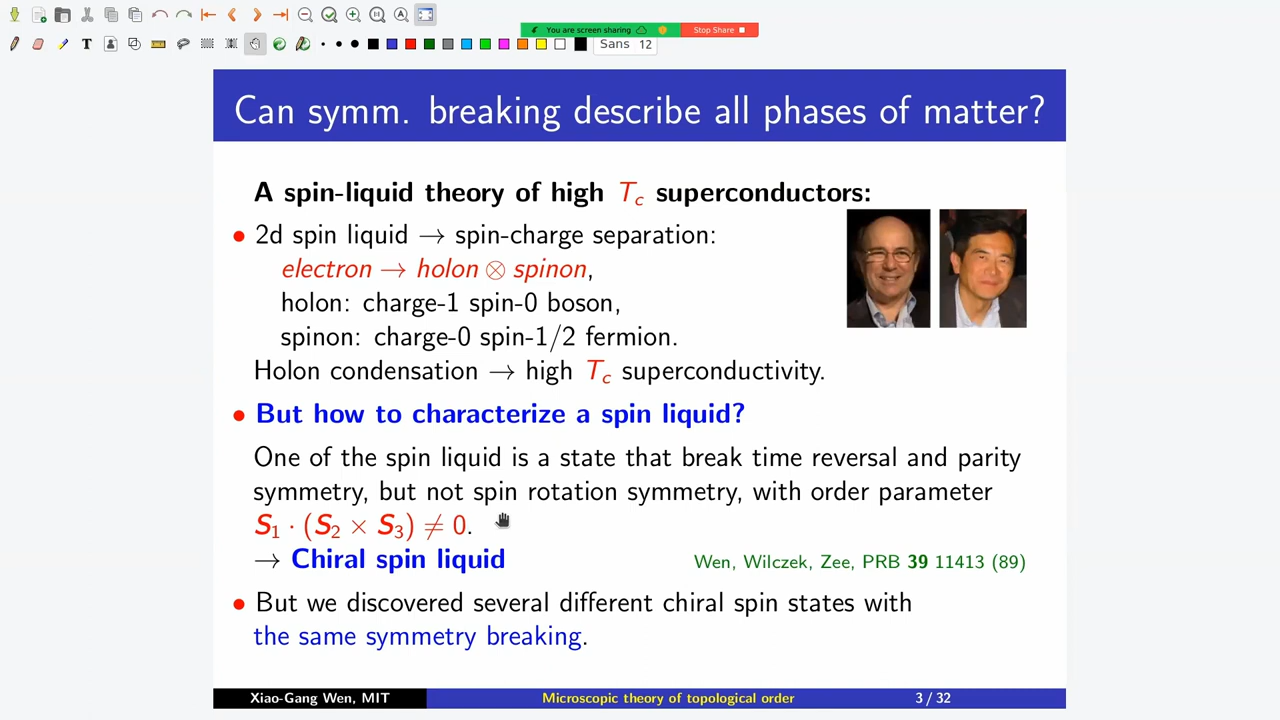 You are screen sharing
Stop Share
T
Sans 12
Can symm. breaking describe all phases of matter?
A spin-liquid theory of high T_c superconductors:
• 2d spin liquid → spin-charge separation:
electron → holon ⊗ spinon,
holon: charge-1 spin-0 boson,
spinon: charge-0 spin-1/2 fermion.
Holon condensation → high T_c superconductivity.
• But how to characterize a spin liquid?
One of the spin liquid is a state that break time reversal and parity
symmetry, but not spin rotation symmetry, with order parameter
S₁ · (S₂ × S₃) ≠ 0.
→ Chiral spin liquid
Wen, Wilczek, Zee, PRB 39 11413 (89)
• But we discovered several different chiral spin states with
the same symmetry breaking.
Xiao-Gang Wen, MIT
Microscopic theory of topological order
3 / 32